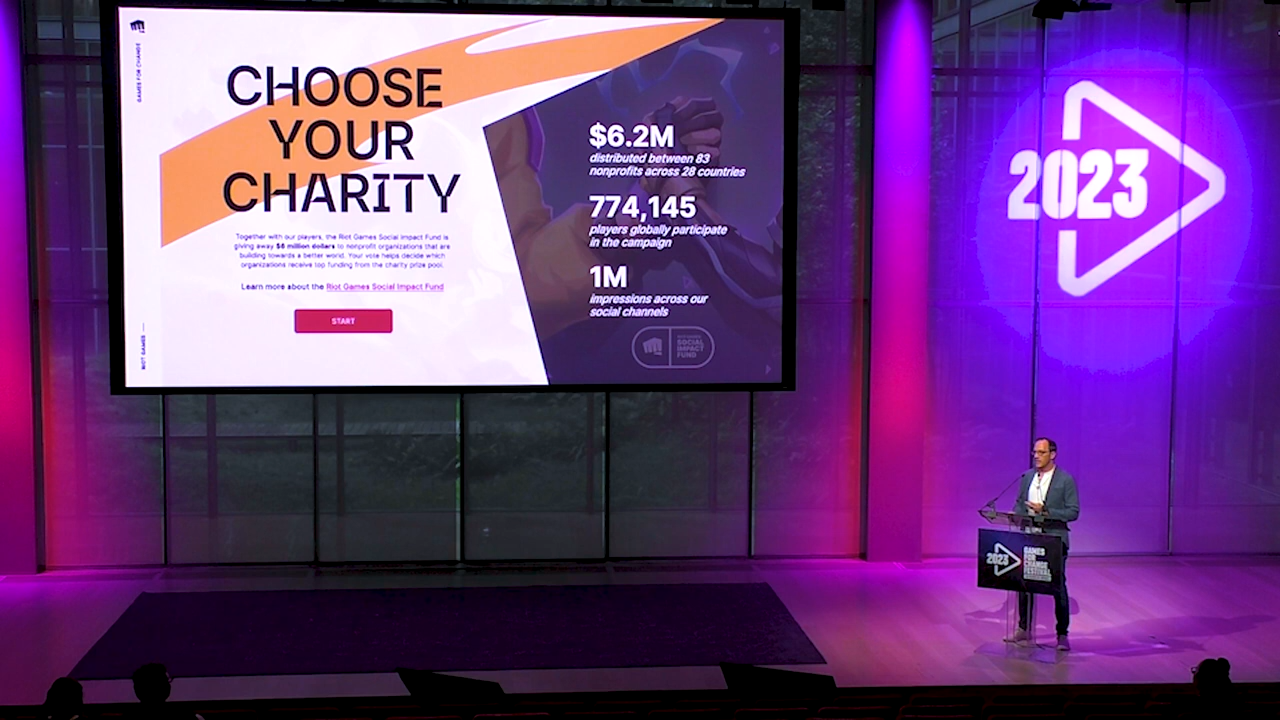 GAMES FOR CHANGE
CHOOSE
YOUR
CHARITY
Together with our players, the Riot Games Social Impact Fund is
giving away $6 million dollars to nonprofit organizations that are
building towards a better world. Your vote helps decide which
organizations receive top funding from the charity prize pool.
Learn more about the Riot Games Social Impact Fund
START
RIOT GAMES
$6.2M
distributed between 83
nonprofits across 28 countries
774,145
players globally participate
in the campaign
1M
impressions across our
social channels
SOCIAL
IMPACT
FUND
2023
2023
GAMES
FOR
CHANGE
FESTIVAL